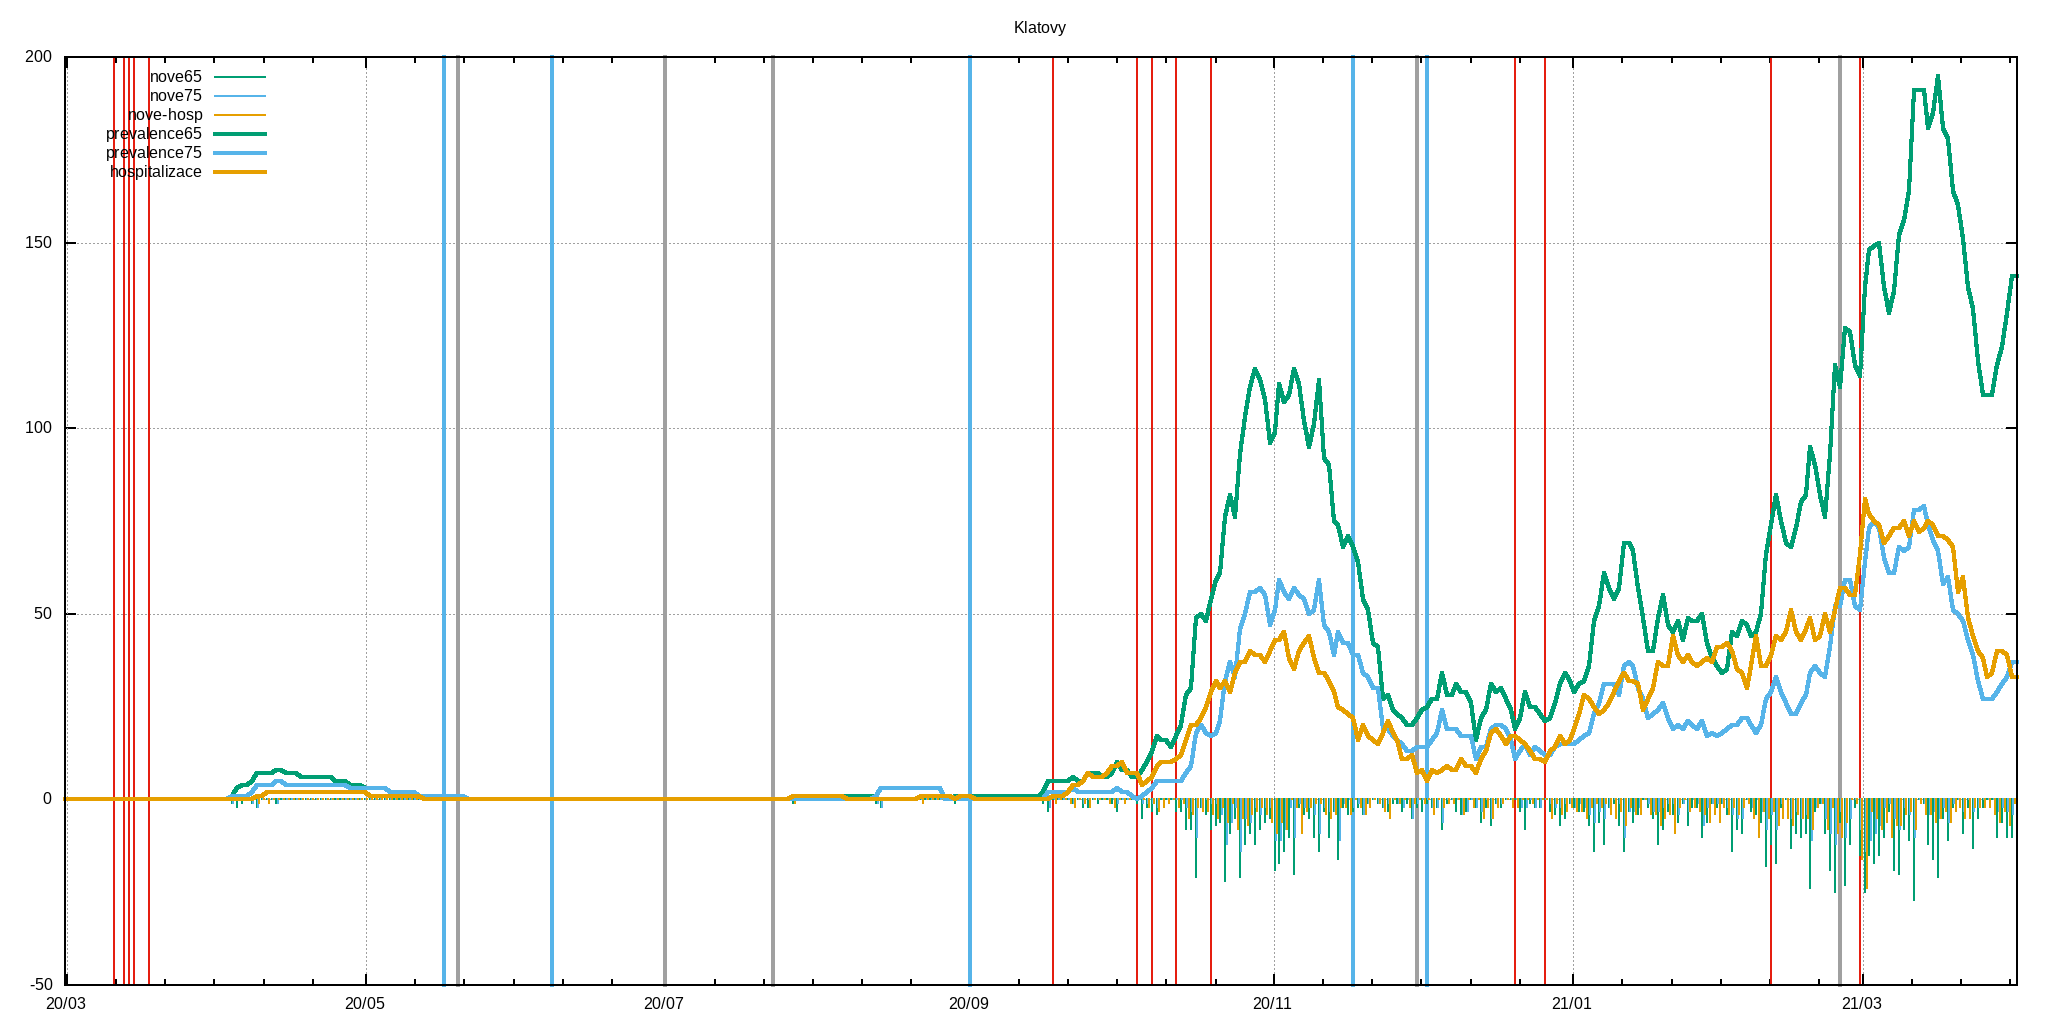 Klatovy
200
150
100
50
0
-50
nove65
nove75
nove-hosp
prevalence65
prevalence75
hospitalizace
20/03 20/05 20/07 20/09 20/11 21/01 21/03